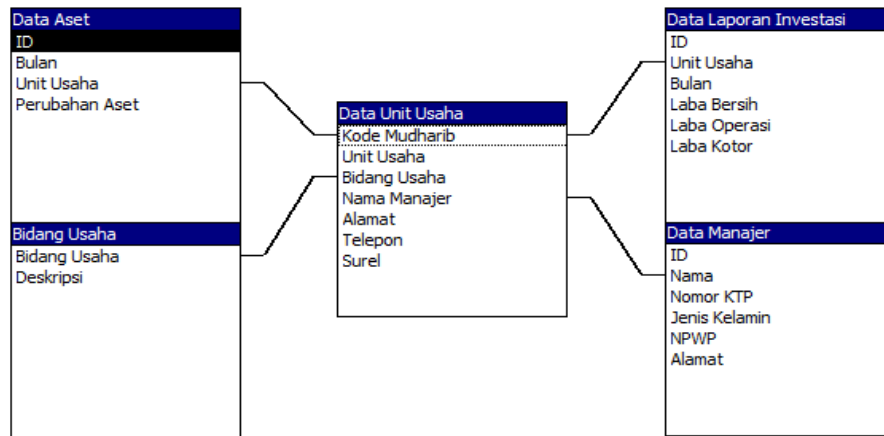 Data Aset
ID
Bulan
Unit Usaha
Perubahan Aset
Bidang Usaha
Bidang Usaha
Deskripsi
Data Unit Usaha
Kode Mudharib
Unit Usaha
Bidang Usaha
Nama Manajer
Alamat
Telepon
Surel
Data Laporan Investasi
ID
Unit Usaha
Bulan
Laba Bersih
Laba Operasi
Laba Kotor
Data Manajer
ID
Nama
Nomor KTP
Jenis Kelamin
NPWP
Alamat